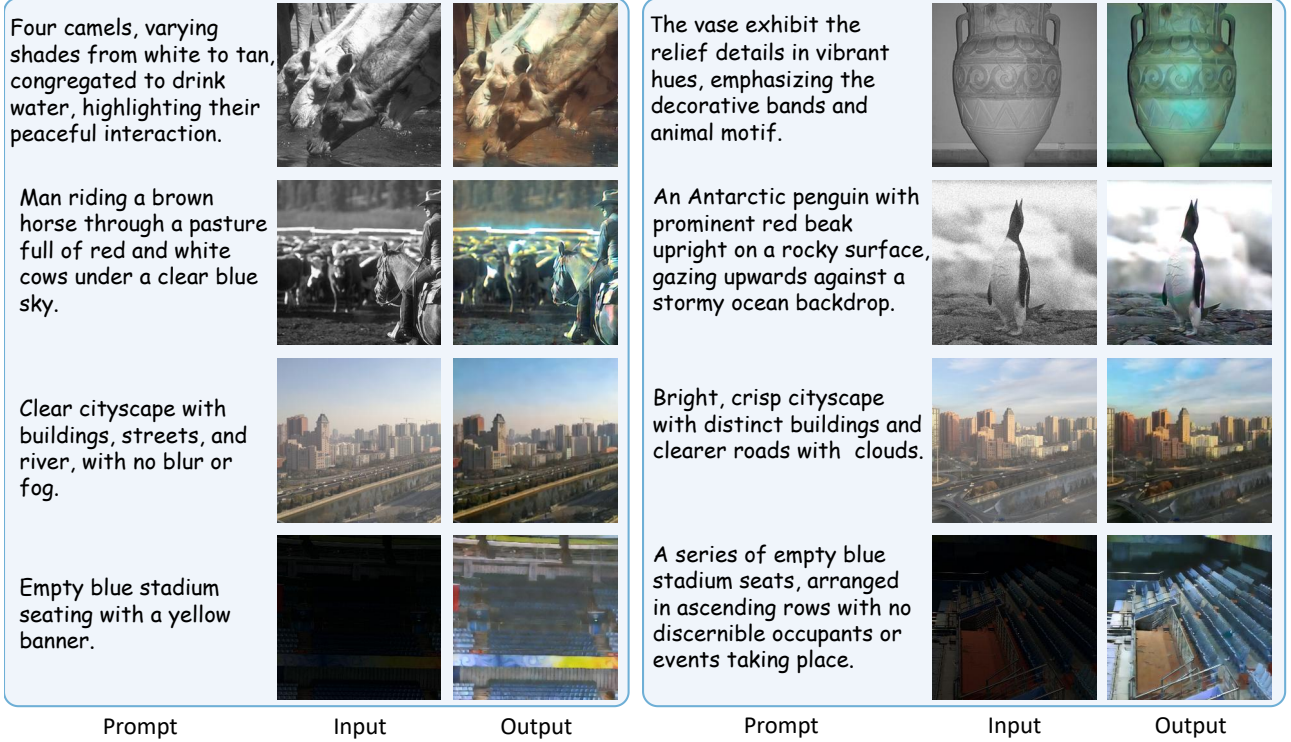 Four camels, varying
shades from white to tan,
congregated to drink
water, highlighting their
peaceful interaction.
Man riding a brown
horse through a pasture
full of red and white
cows under a clear blue
sky.
Clear cityscape with
buildings, streets, and
river, with no blur or
fog.
Empty blue stadium
seating with a yellow
banner.
Prompt
Input
Output
The vase exhibit the
relief details in vibrant
hues, emphasizing the
decorative bands and
animal motif.
An Antarctic penguin with
prominent red beak
upright on a rocky surface,
gazing upwards against a
stormy ocean backdrop.
Bright, crisp cityscape
with distinct buildings and
clearer roads with  clouds.
A series of empty blue
stadium seats, arranged
in ascending rows with no
discernible occupants or
events taking place.
Prompt
Input
Output